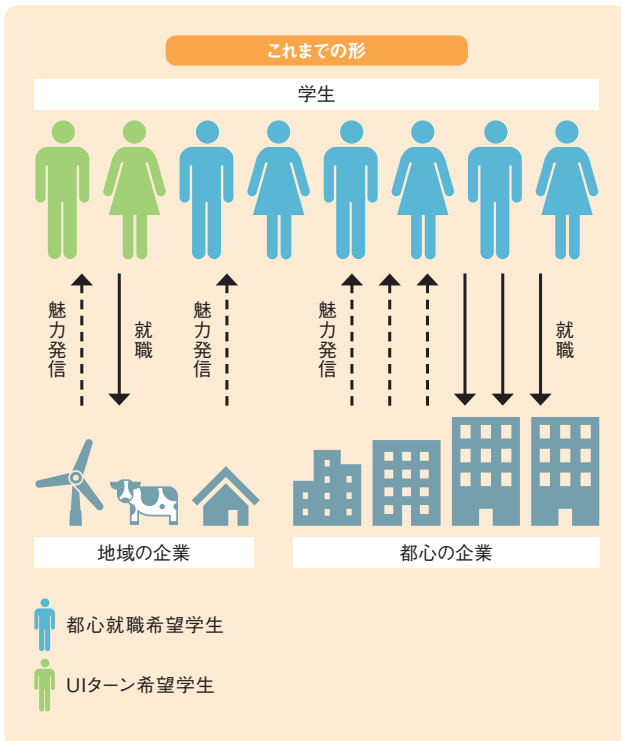 これまでの形
学生
魅力発信
就職
魅力発信
魅力発信
就職
地域の企業
都心の企業
都心就職希望学生
UIターン希望学生